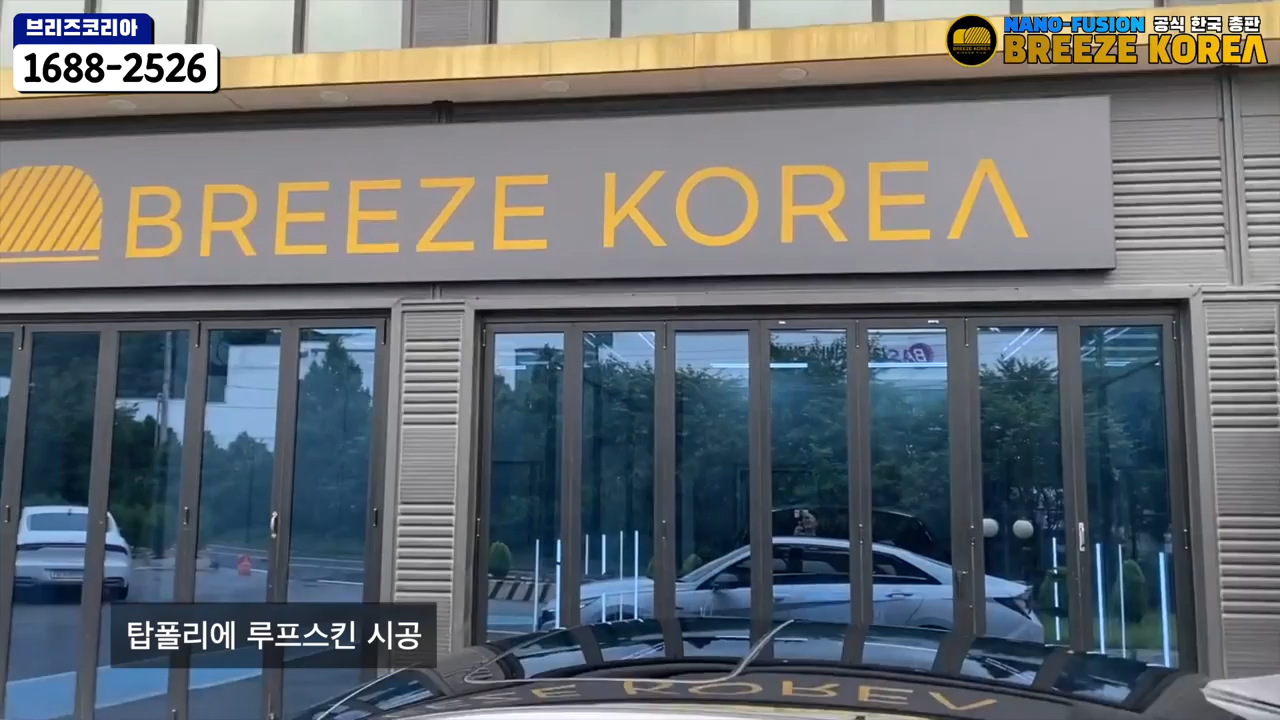 브리즈코리아
1688-2526
NANO-FUSION 공식 한국 총판
BREEZE KOREA
BREEZE KOREA
탑폴리에 루프스킨 시공